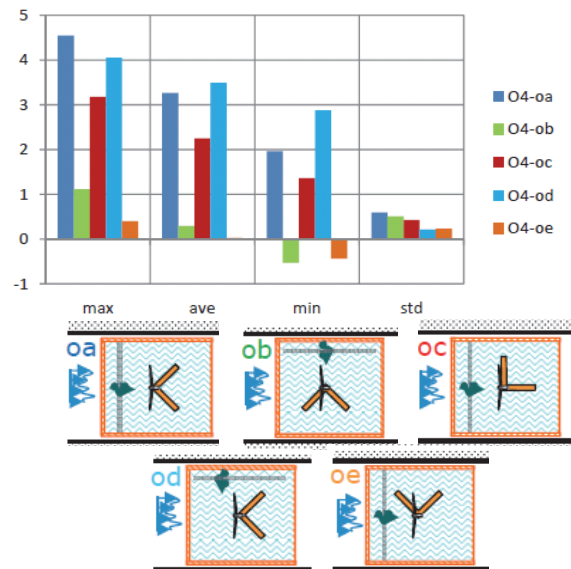 5
4
3
2
1
0
-1
O4-oa
O4-ob
O4-oc
O4-od
O4-oe
max ave min std
oa ob oc
od oe